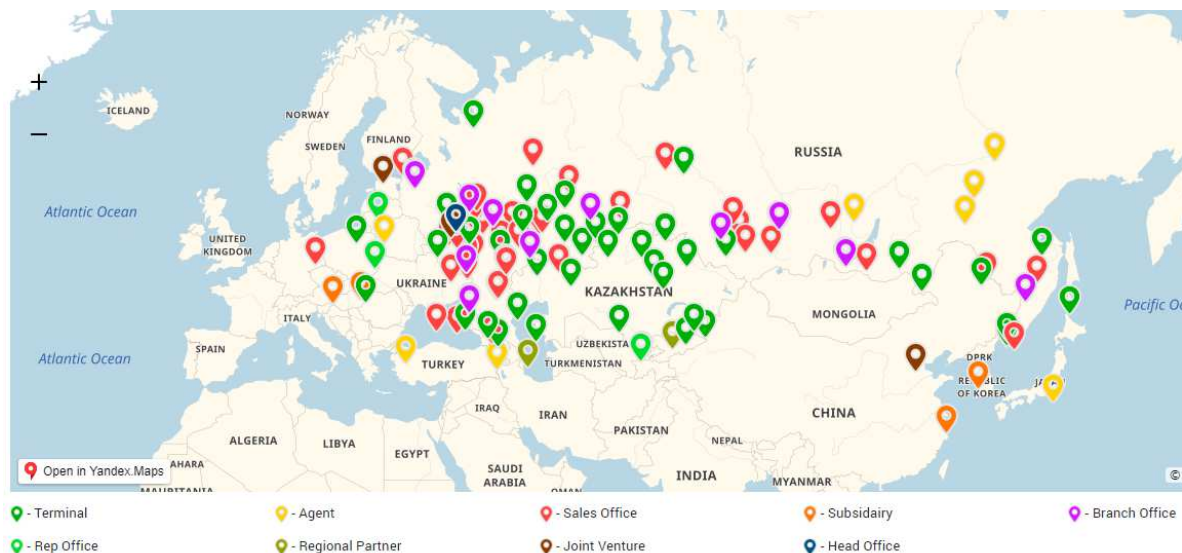 ICELAND
NORWAY
FINLAND
SWEDEN
RUSSIA
Atlantic Ocean
UNITED
KINGDOM
UKRAINE
KAZAKHSTAN
MONGOLIA
Pacific O
ITALY
SPAIN
TURKEY
UZBEKISTA
TURKMENISTAN
DPRK
OF KOREA
Atlantic Ocean
IRAQ
IRAN
CHINA
ALGERIA
LIBYA
EGYPT
PAKISTAN
NEPAL
AHARA
SAUDI
ARABIA
INDIA
MYANMAR
Open in Yandex.Maps
©
- Terminal
- Agent
- Sales Office
- Subsidairy
- Branch Office
- Rep Office
- Regional Partner
- Joint Venture
- Head Office